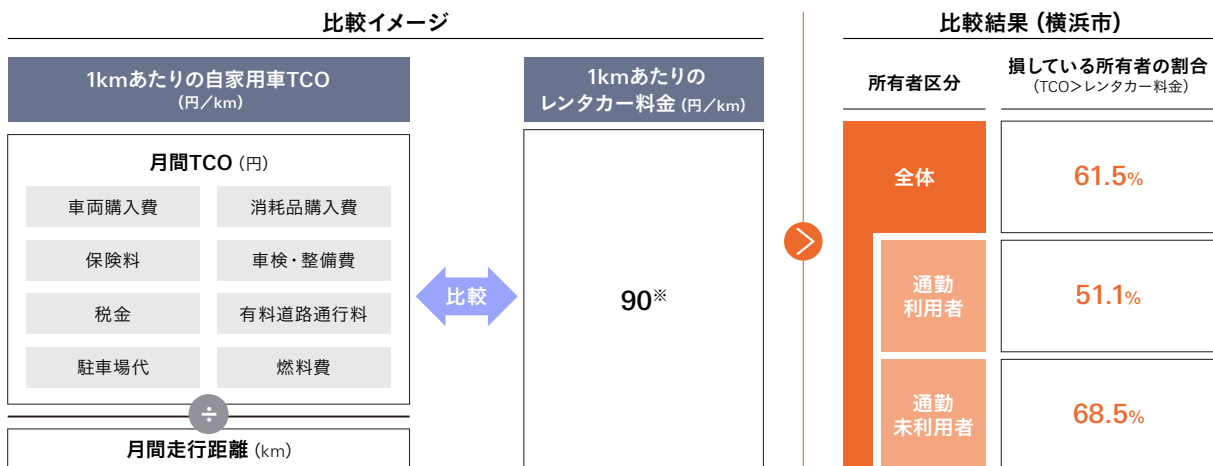 比較イメージ
1kmあたりの自家用車TCO
(円／km)
月間TCO (円)
車両購入費
消耗品購入費
保険料
車検・整備費
税金
有料道路通行料
駐車場代
燃料費
÷
月間走行距離 (km)
比較
1kmあたりの
レンタカー料金 (円／km)
90※
比較結果 (横浜市)
所有者区分
損している所有者の割合
(TCO>レンタカー料金)
全体
61.5%
通勤
利用者
51.1%
通勤
未利用者
68.5%